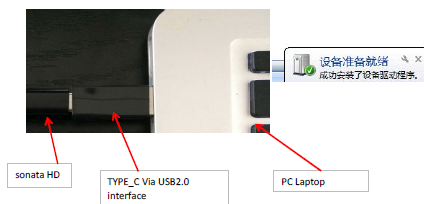 设备准备就绪
成功安装了设备驱动程序。
sonata HD
TYPE_C Via USB2.0
interface
PC Laptop